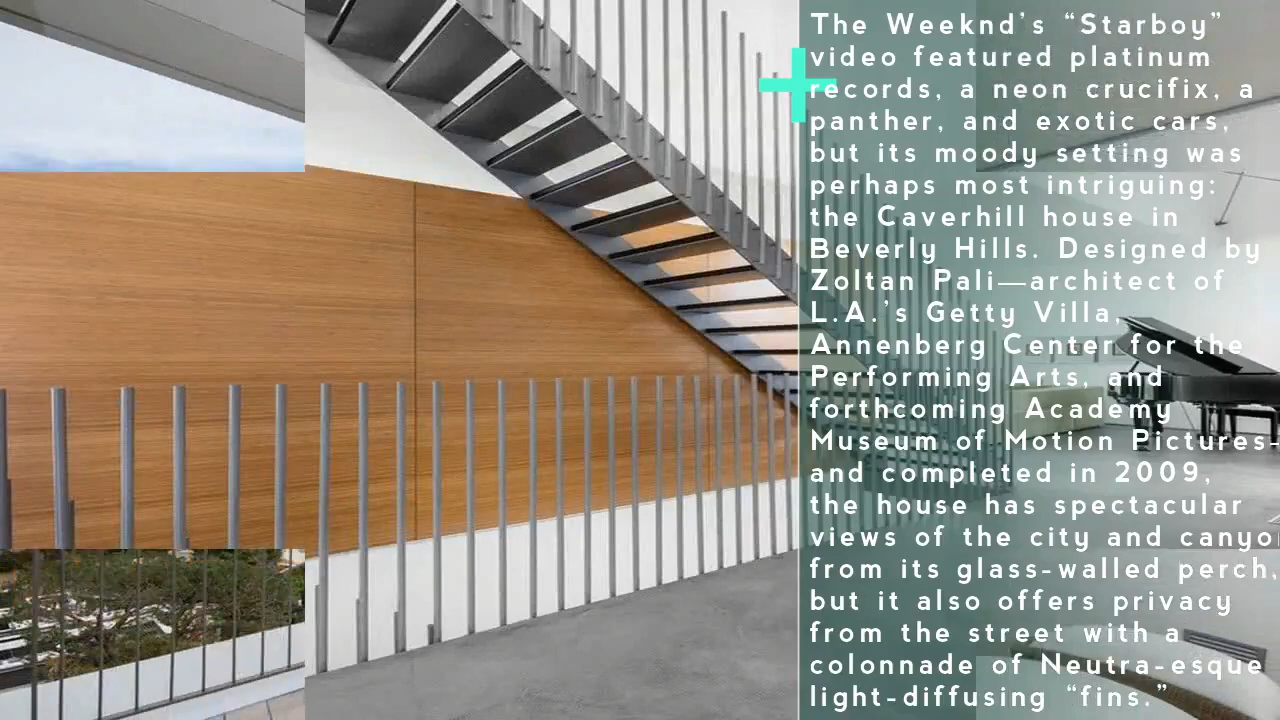 The Weeknd’s “Starboy”
video featured platinum
records, a neon crucifix, a
panther, and exotic cars,
but its moody setting was
perhaps most intriguing:
the Caverhill house in
Beverly Hills. Designed by
Zoltan Pali—architect of
L.A.’s Getty Villa,
Annenberg Center for the
Performing Arts, and
forthcoming Academy
Museum of Motion Pictures-
and completed in 2009,
the house has spectacular
views of the city and canyo
from its glass-walled perch,
but it also offers privacy
from the street with a
colonnade of Neutra-esque
light-diffusing “fins.”